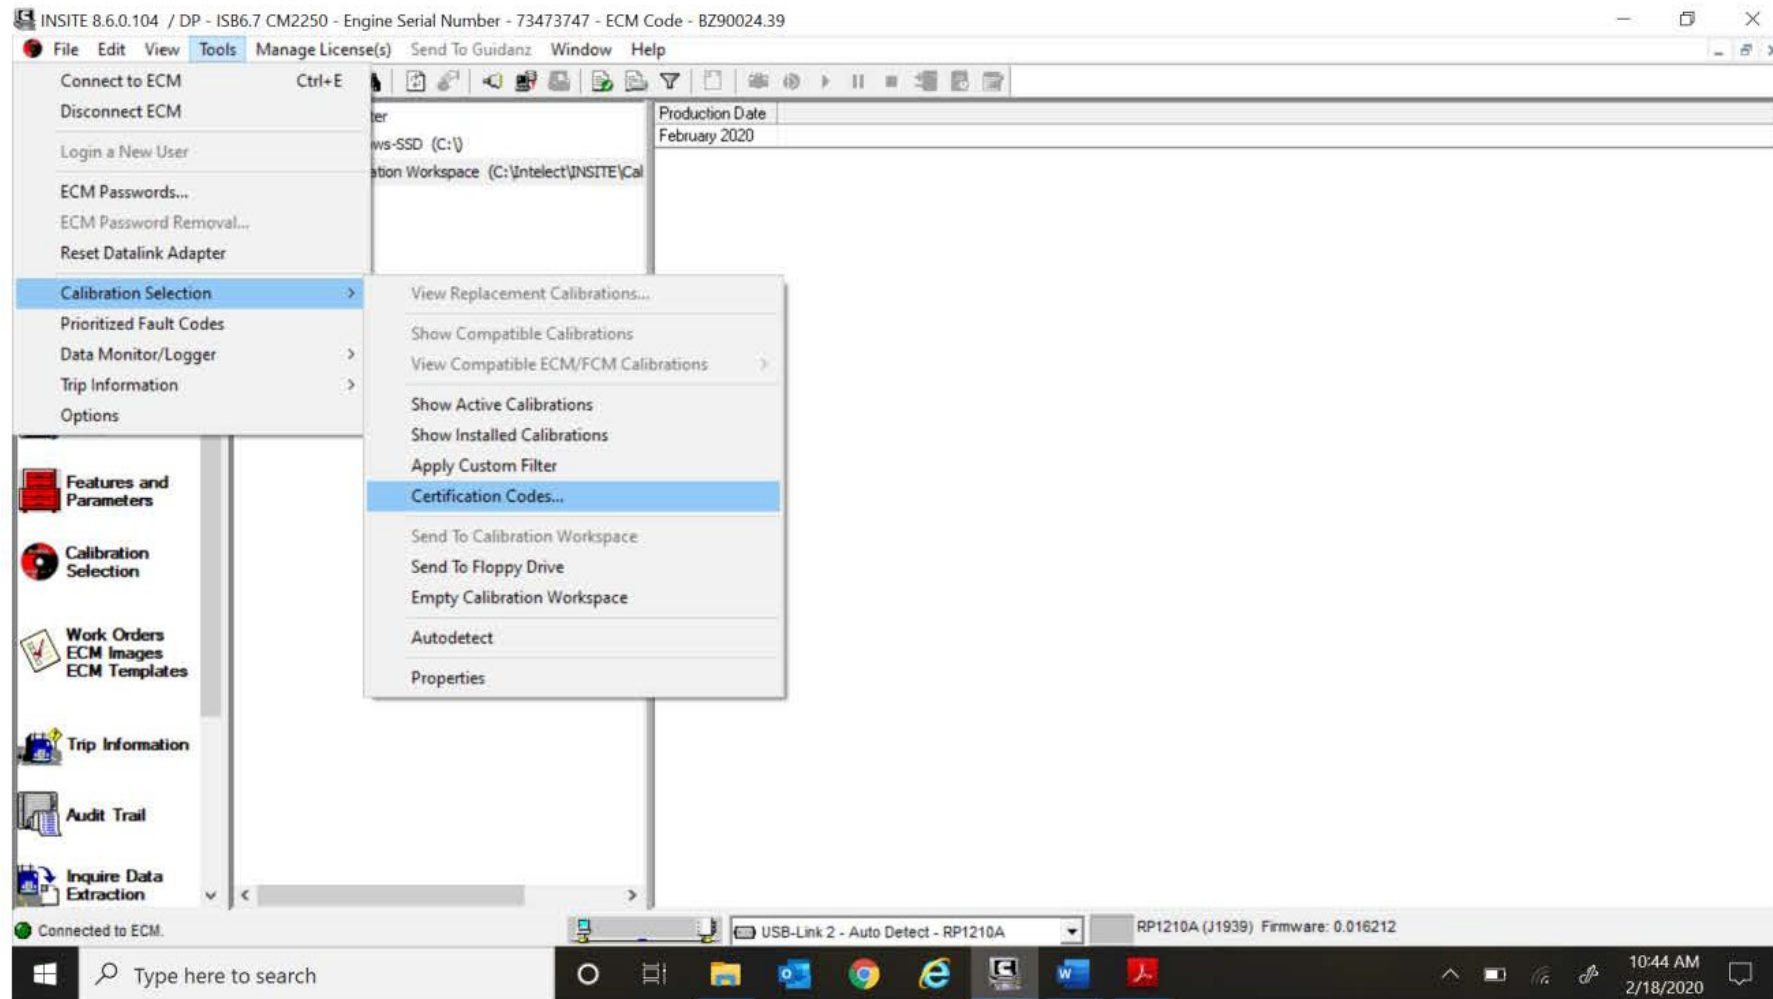 INSITE 8.6.0.104 / DP - ISB6.7 CM2250 - Engine Serial Number - 73473747 - ECM Code - BZ90024.39
File Edit View Tools Manage License(s) Send To Guidanz Window Help
Connect to ECM Ctrl+E
Disconnect ECM
Login a New User
ECM Passwords...
ECM Password Removal...
Reset Datalink Adapter
Calibration Selection
Prioritized Fault Codes
Data Monitor/Logger
Trip Information
Options
ter
ws-SSD (C:\)
ation Workspace (C:\Intelect\INSITE\Cal
Production Date
February 2020
View Replacement Calibrations...
Show Compatible Calibrations
View Compatible ECM/FCM Calibrations
Show Active Calibrations
Show Installed Calibrations
Apply Custom Filter
Certification Codes...
Send To Calibration Workspace
Send To Floppy Drive
Empty Calibration Workspace
Autodetect
Properties
Features and
Parameters
Calibration
Selection
Work Orders
ECM Images
ECM Templates
Trip Information
Audit Trail
Inquire Data
Extraction
Connected to ECM.
USB-Link 2 - Auto Detect - RP1210A
RP1210A (J1939) Firmware: 0.016212
Type here to search
10:44 AM
2/18/2020